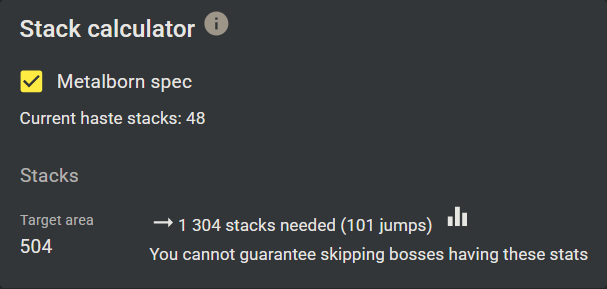 Stack calculator
Metalborn spec
Current haste stacks: 48
Stacks
Target area
504
→ 1 304 stacks needed (101 jumps)
You cannot guarantee skipping bosses having these stats